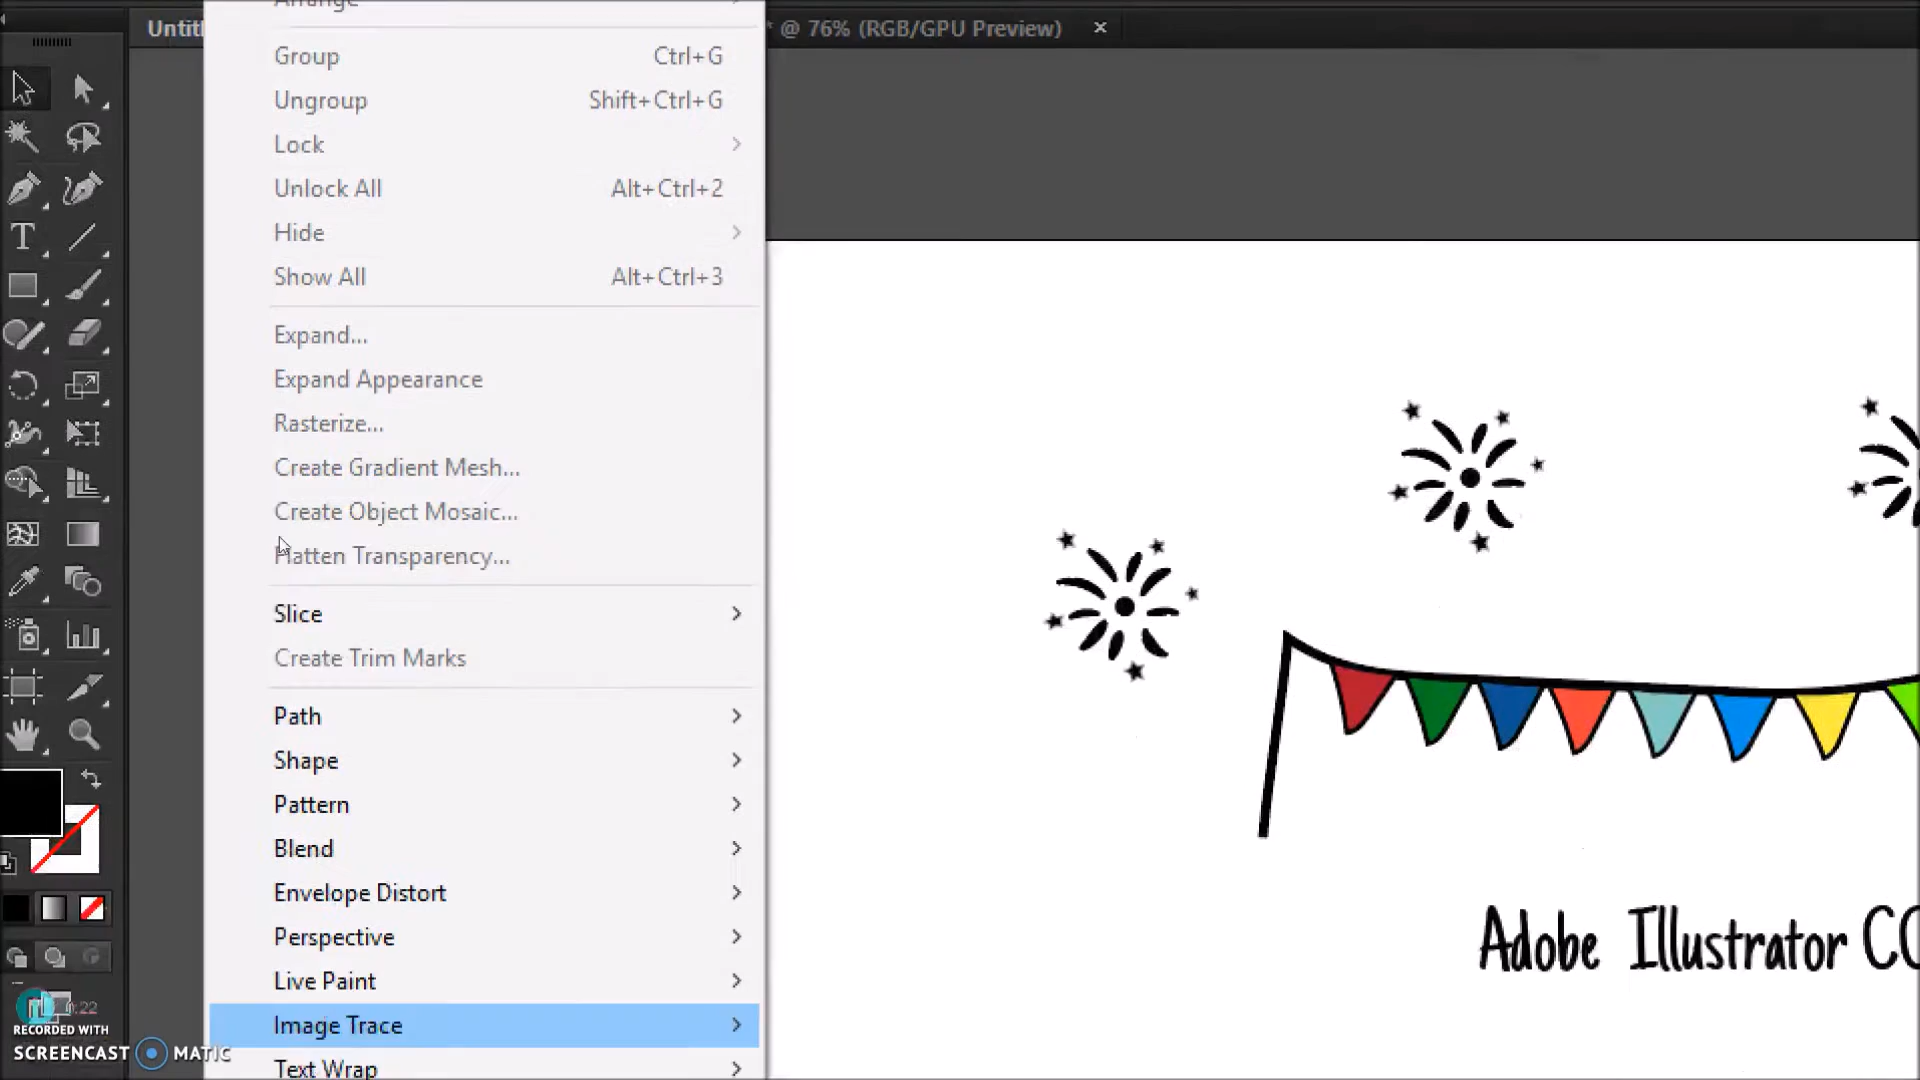 Arrange
Untitl
* @ 76% (RGB/GPU Preview) ×
Group Ctrl+G
Ungroup Shift+Ctrl+G
Lock
Unlock All Alt+Ctrl+2
Hide
Show All Alt+Ctrl+3
Expand...
Expand Appearance
Rasterize...
Create Gradient Mesh...
Create Object Mosaic...
Flatten Transparency...
Slice
Create Trim Marks
Path
Shape
Pattern
Blend
Envelope Distort
Perspective
Live Paint
Image Trace
Text Wrap
Adobe Illustrator CC
:22
RECORDED WITH
SCREENCAST MATIC